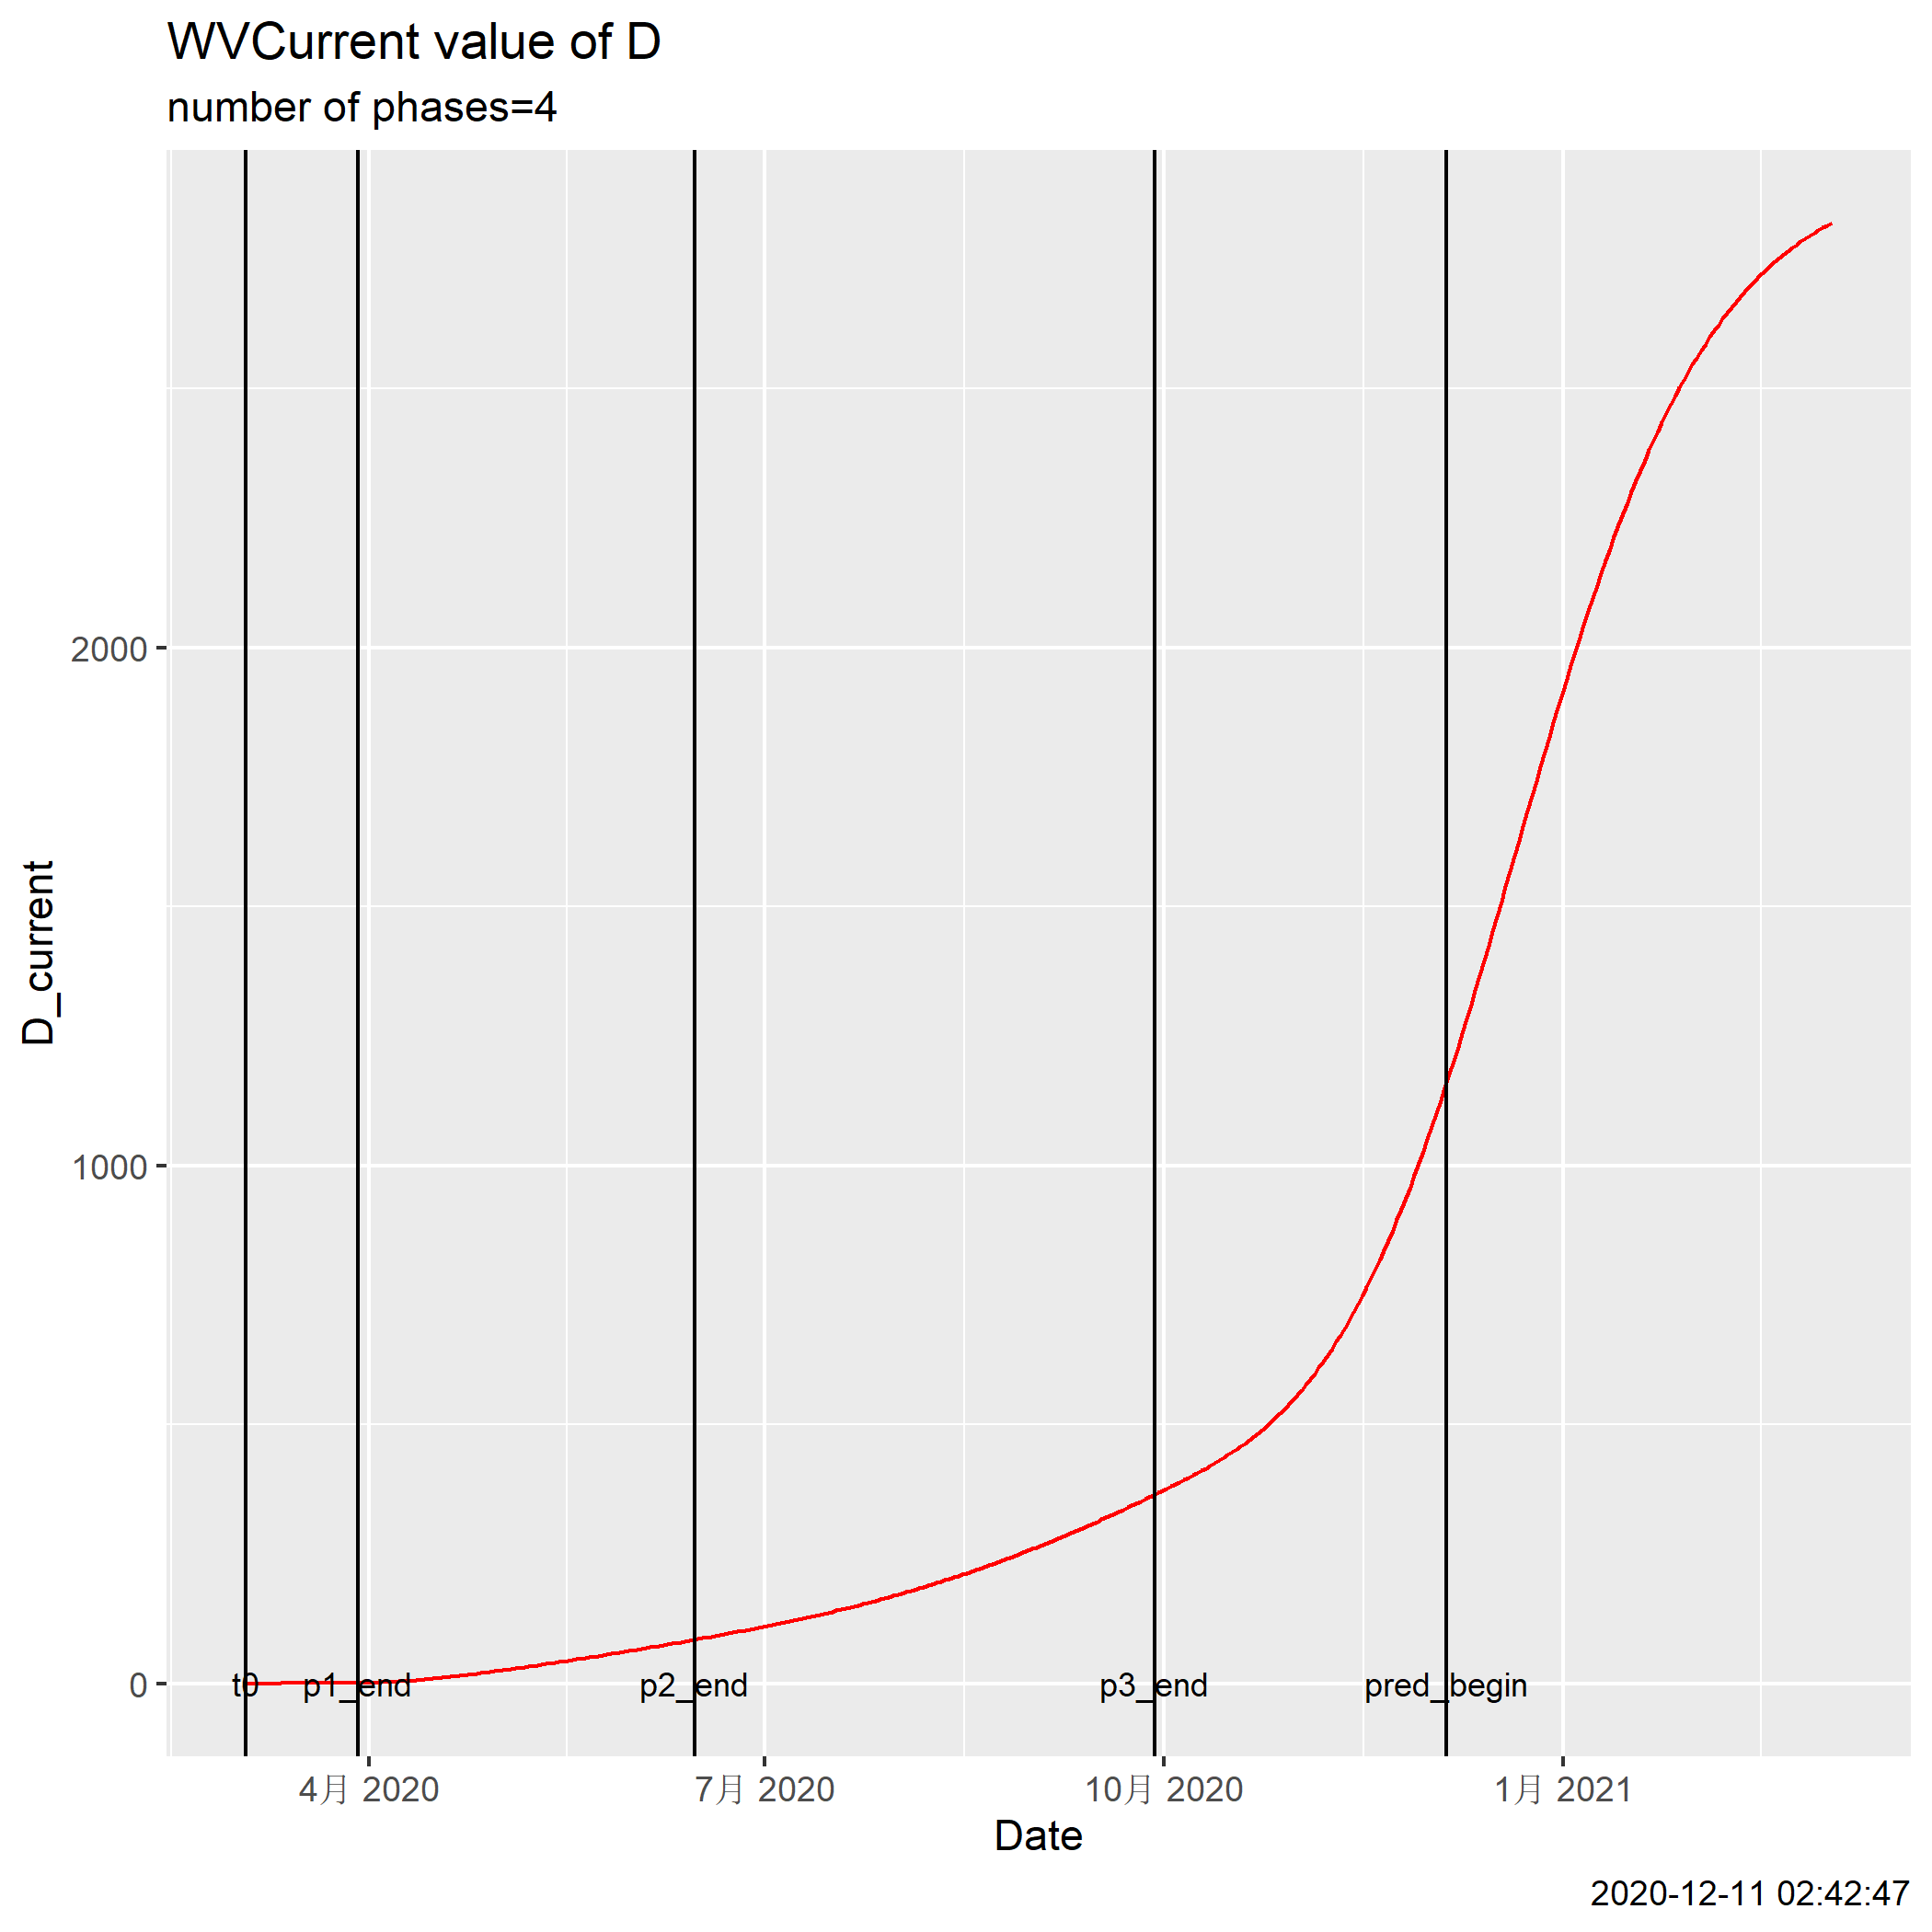 WVCurrent value of D
number of phases=4
D_current
2000
1000
0
t0 p1_end p2_end p3_end pred_begin
4月 2020 7月 2020 10月 2020 1月 2021
Date
2020-12-11 02:42:47